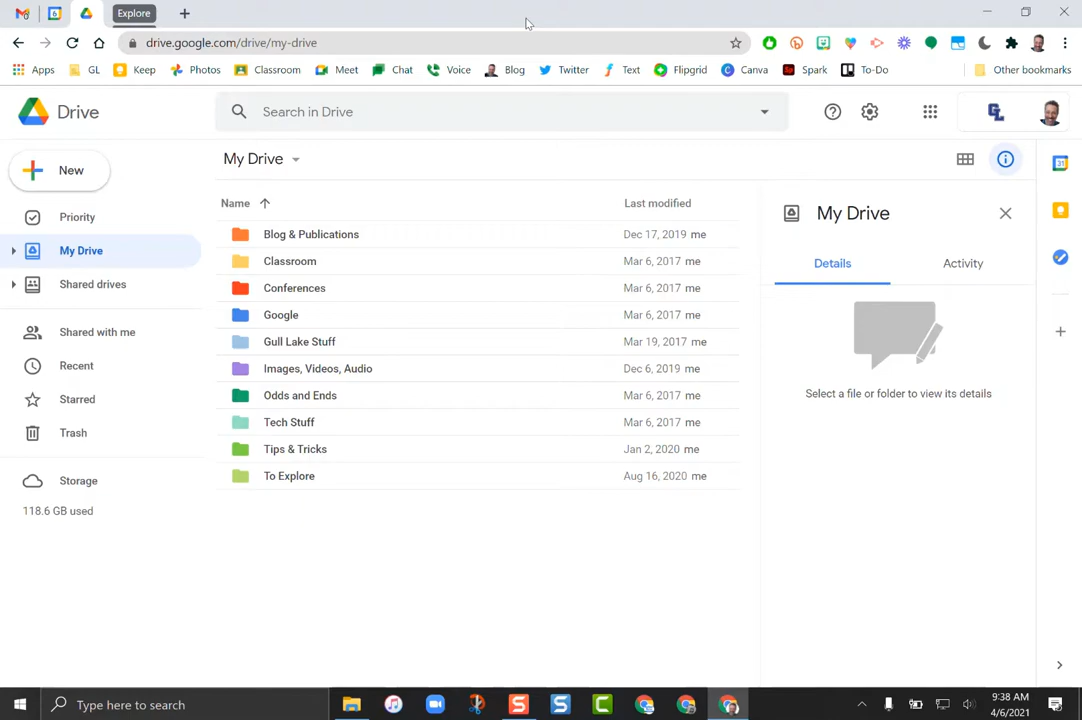 Explore
drive.google.com/drive/my-drive
Apps GL Keep Photos Classroom Meet Chat Voice Blog Twitter Text Flipgrid Canva Spark To-Do Other bookmarks
Drive
Search in Drive
GL
New
My Drive
Name
Last modified
Priority
My Drive
Shared drives
Shared with me
Recent
Starred
Trash
Storage
118.6 GB used
Blog & Publications Dec 17, 2019 me
Classroom Mar 6, 2017 me
Conferences Mar 6, 2017 me
Google Mar 6, 2017 me
Gull Lake Stuff Mar 19, 2017 me
Images, Videos, Audio Dec 6, 2019 me
Odds and Ends Mar 6, 2017 me
Tech Stuff Mar 6, 2017 me
Tips & Tricks Jan 2, 2020 me
To Explore Aug 16, 2020 me
My Drive
Details Activity
Select a file or folder to view its details
Type here to search
9:38 AM
4/6/2021